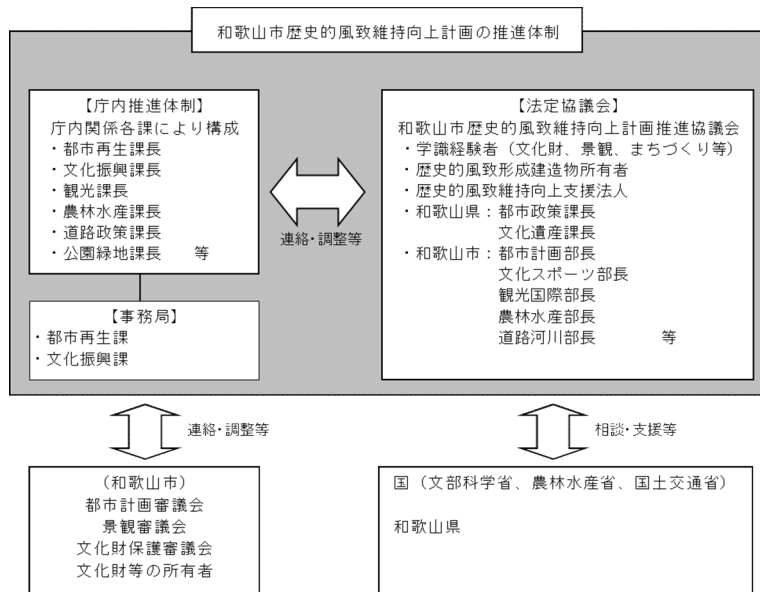 和歌山市歴史的風致維持向上計画の推進体制
【庁内推進体制】
庁内関係各課により構成
・都市再生課長
・文化振興課長
・観光課長
・農林水産課長
・道路政策課長
・公園緑地課長　　等
【事務局】
・都市再生課
・文化振興課
連絡・調整等
【法定協議会】
和歌山市歴史的風致維持向上計画推進協議会
・学識経験者（文化財、景観、まちづくり等）
・歴史的風致形成建造物所有者
・歴史的風致維持向上支援法人
・和歌山県：都市政策課長
文化遺産課長
・和歌山市：都市計画部長
文化スポーツ部長
観光国際部長
農林水産部長
道路河川部長　　　等
連絡・調整等
相談・支援等
（和歌山市）
都市計画審議会
景観審議会
文化財保護審議会
文化財等の所有者
国（文部科学省、農林水産省、国土交通省）
和歌山県